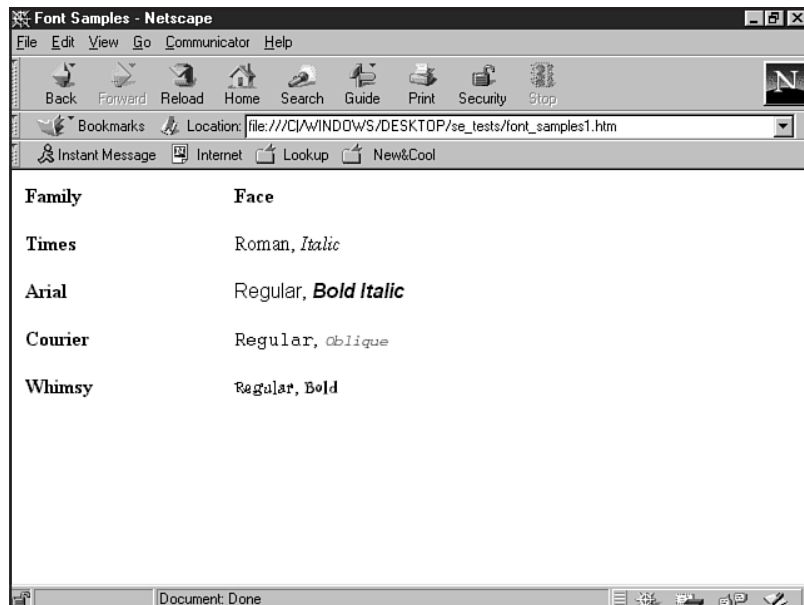 Font Samples - Netscape
File Edit View Go Communicator Help
Back Forward Reload Home Search Guide Print Security Stop
N
Bookmarks Location: file:///C|/WINDOWS/DESKTOP/se_tests/font_samples1.htm
Instant Message Internet Lookup New&Cool
Family Face
Times Roman, Italic
Arial Regular, Bold Italic
Courier Regular, Oblique
Whimsy Regular, Bold
Document: Done